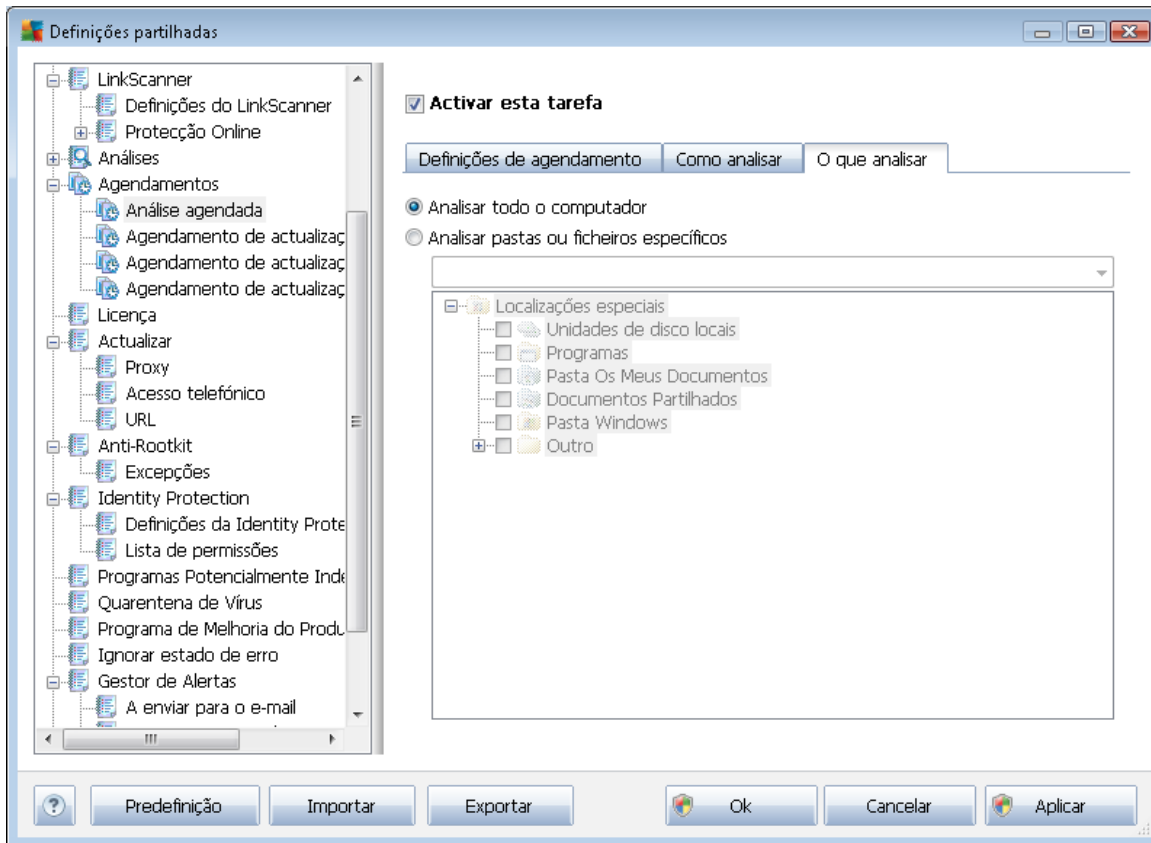 Definições partilhadas
LinkScanner
Definições do LinkScanner
Protecção Online
Análises
Agendamentos
Análise agendada
Agendamento de actualizaç
Agendamento de actualizaç
Agendamento de actualizaç
Licença
Actualizar
Proxy
Acesso telefónico
URL
Anti-Rootkit
Excepções
Identity Protection
Definições da Identity Prote
Lista de permissões
Programas Potencialmente Inde
Quarentena de Vírus
Programa de Melhoria do Produ
Ignorar estado de erro
Gestor de Alertas
A enviar para o e-mail
Activar esta tarefa
Definições de agendamento
Como analisar
O que analisar
Analisar todo o computador
Analisar pastas ou ficheiros específicos
Localizações especiais
Unidades de disco locais
Programas
Pasta Os Meus Documentos
Documentos Partilhados
Pasta Windows
Outro
Predefinição
Importar
Exportar
Ok
Cancelar
Aplicar